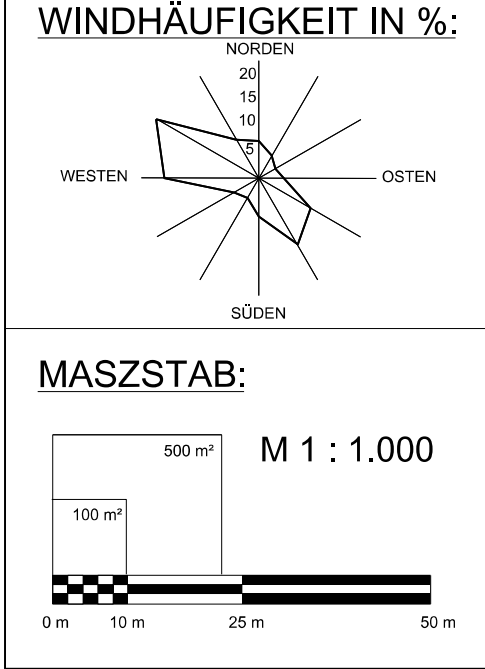 WINDHÄUFIGKEIT IN %:
NORDEN
20
15
10
5
WESTEN
OSTEN
SÜDEN
MASZSTAB:
500 m²
M 1 : 1.000
100 m²
0 m 10 m 25 m 50 m